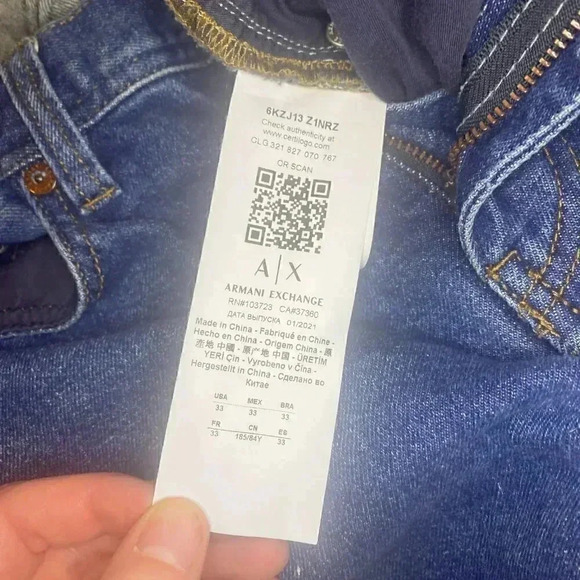 6KZJ13 Z1NRZ
Check authenticity at
www.certilogo.com
CLG 321 827 070 767
OR SCAN
A|X
ARMANI EXCHANGE
RN#103723 CA#37360
ДАТА ВЫПУСКА 01/2021
Made in China - Fabriqué en Chine -
Hecho en China - Origem China - 原
产地 中國 - 原产地 中国 - ÜRETİM
YERİ Çin - Vyrobeno v Čína -
Hergestellt in China - Сделано во
Китае
USA MEX BRA
33 33 33
FR CN ES
33 185/84Y 33